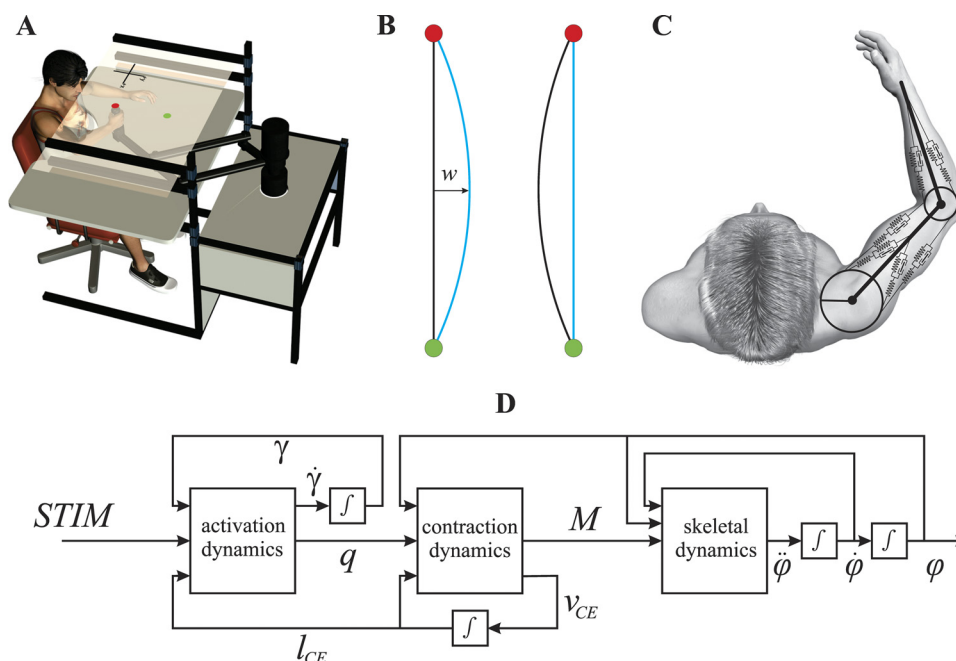 A
B
C
w
D
γ
γ̇
∫
STIM
activation
dynamics
q
contraction
dynamics
M
skeletal
dynamics
φ̈
∫
φ̇
∫
φ
v_CE
∫
l_CE